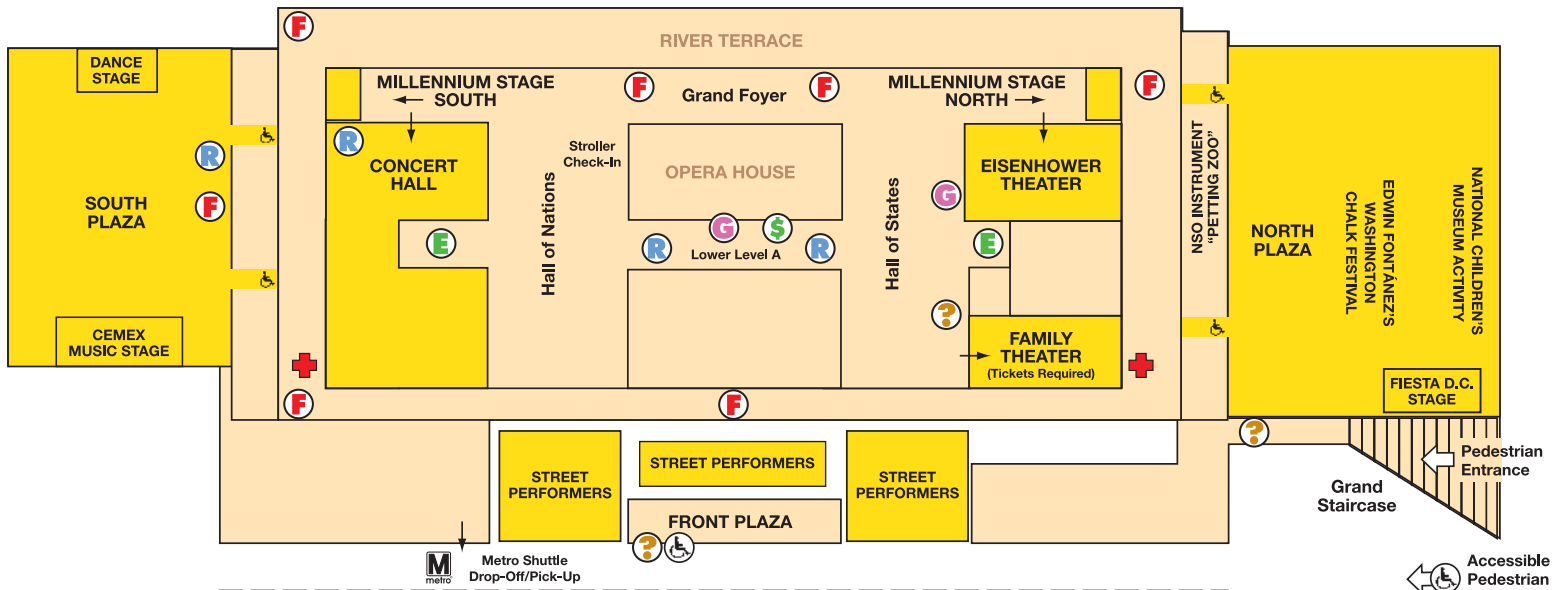 F
RIVER TERRACE
DANCE
STAGE
MILLENNIUM STAGE
SOUTH
F
Grand Foyer
F
MILLENNIUM STAGE
NORTH
F
R
R
CONCERT
HALL
Stroller
Check-In
OPERA HOUSE
EISENHOWER
THEATER
SOUTH
PLAZA
F
Hall of Nations
Hall of States
G
G
$
E
R
Lower Level A
R
E
NSO INSTRUMENT
"PETTING ZOO"
NORTH
PLAZA
EDWIN FONTÁNEZ'S
WASHINGTON
CHALK FESTIVAL
NATIONAL CHILDREN'S
MUSEUM ACTIVITY
CEMEX
MUSIC STAGE
?
FAMILY
THEATER
(Tickets Required)
F
F
FIESTA D.C.
STAGE
?
STREET
PERFORMERS
STREET PERFORMERS
STREET
PERFORMERS
Pedestrian
Entrance
Grand
Staircase
FRONT PLAZA
?
M
metro
Metro Shuttle
Drop-Off/Pick-Up
Accessible
Pedestrian